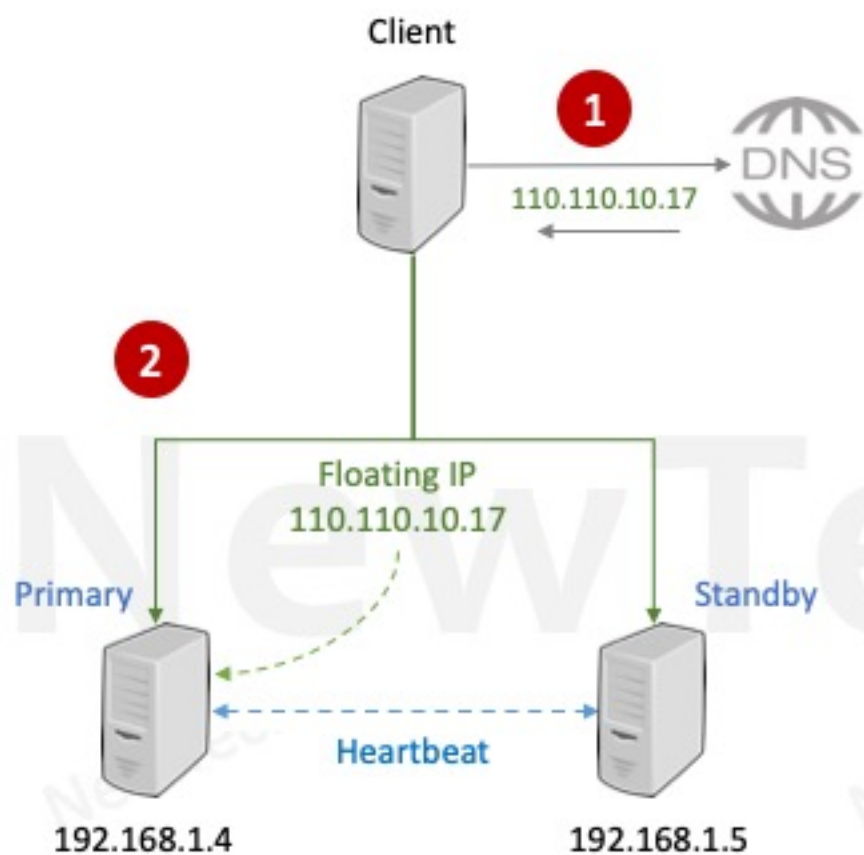 Client
1
DNS
110.110.10.17
2
Floating IP
110.110.10.17
Primary
Standby
Heartbeat
192.168.1.4
192.168.1.5
NewTe